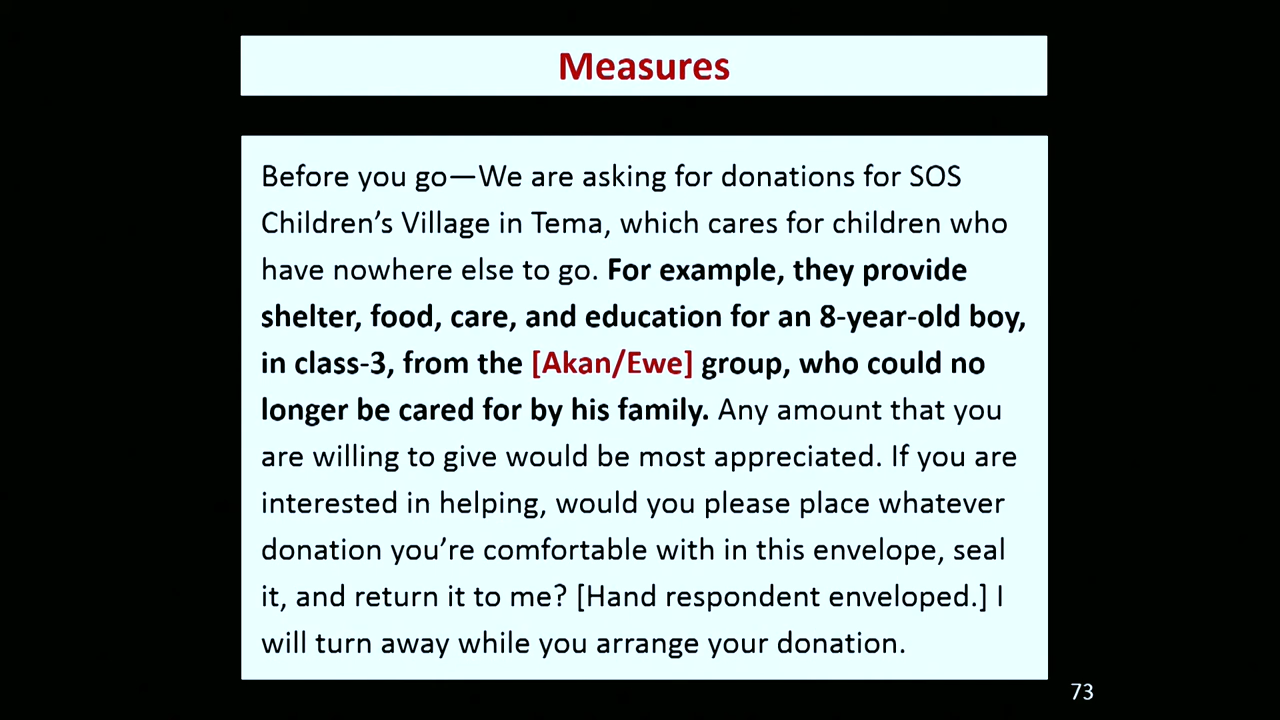 Measures
Before you go—We are asking for donations for SOS
Children’s Village in Tema, which cares for children who
have nowhere else to go. For example, they provide
shelter, food, care, and education for an 8-year-old boy,
in class-3, from the [Akan/Ewe] group, who could no
longer be cared for by his family. Any amount that you
are willing to give would be most appreciated. If you are
interested in helping, would you please place whatever
donation you’re comfortable with in this envelope, seal
it, and return it to me? [Hand respondent enveloped.] I
will turn away while you arrange your donation.
73